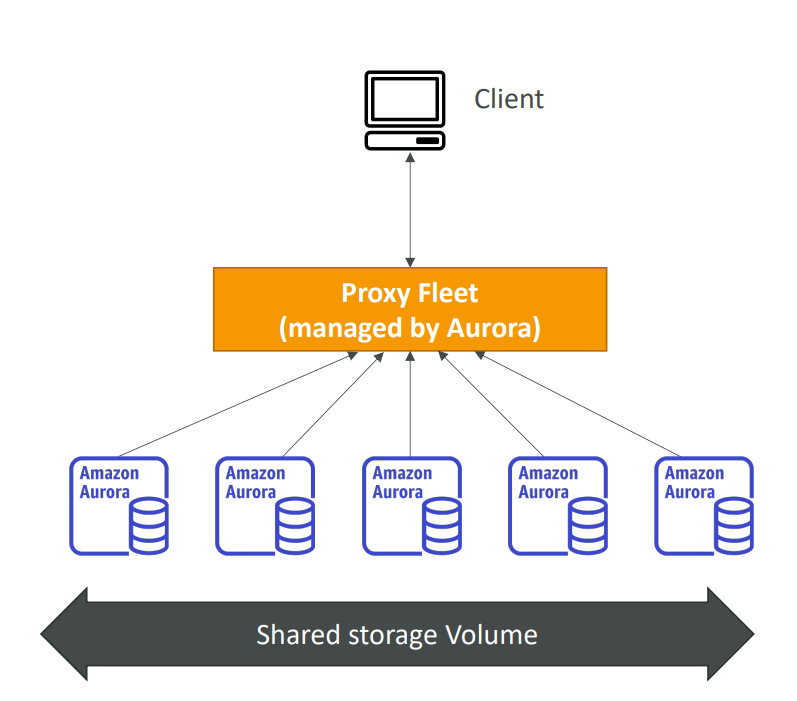 Client
Proxy Fleet
(managed by Aurora)
Amazon
Aurora
Amazon
Aurora
Amazon
Aurora
Amazon
Aurora
Amazon
Aurora
Shared storage Volume